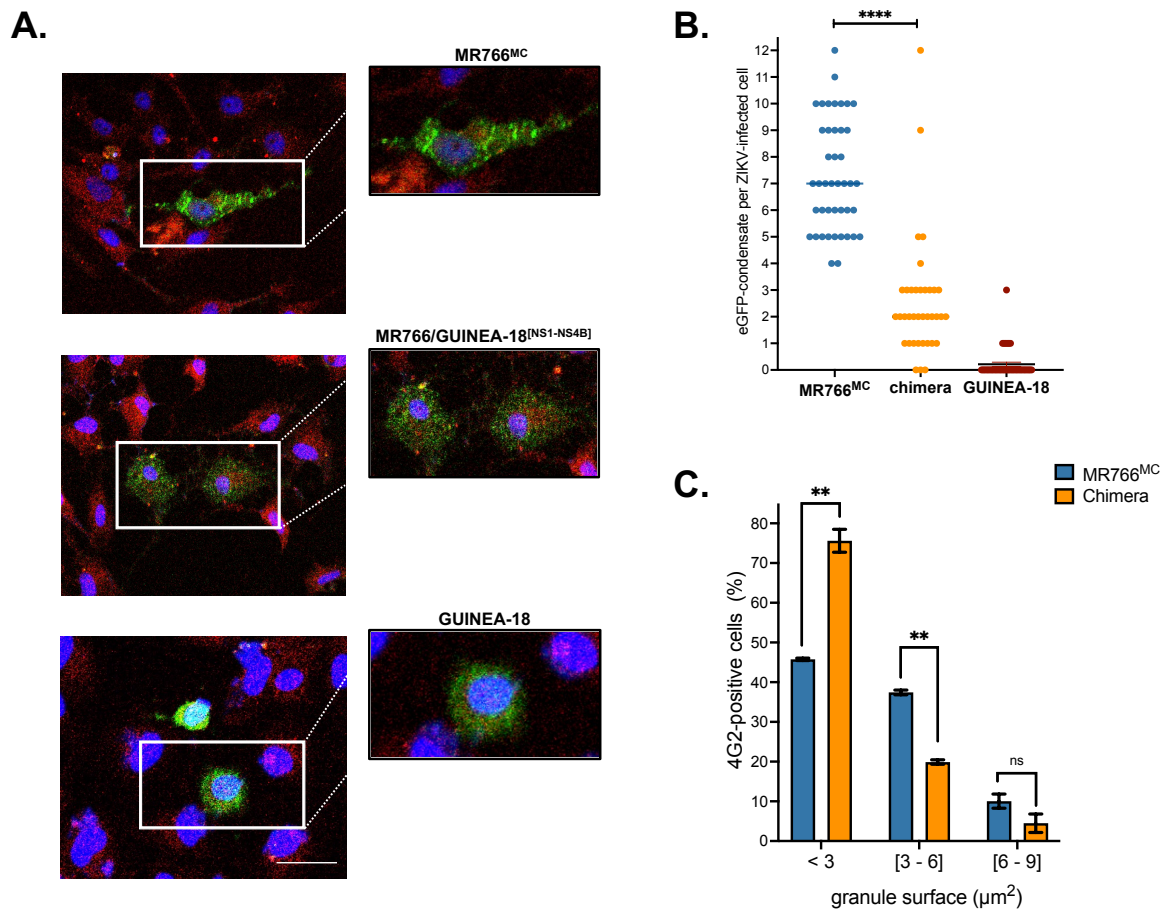 A.
MR766ᴹᶜ
MR766/GUINEA-18[NS1-NS4B]
GUINEA-18
B.
****
eGFP-condensate per ZIKV-infected cell
12
11
10
9
8
7
6
5
4
3
2
1
0
MR766ᴹᶜ chimera GUINEA-18
C.
MR766ᴹᶜ
Chimera
**
**
ns
4G2-positive cells (%)
80
70
60
50
40
30
20
10
0
< 3 [3 - 6] [6 - 9]
granule surface (µm²)